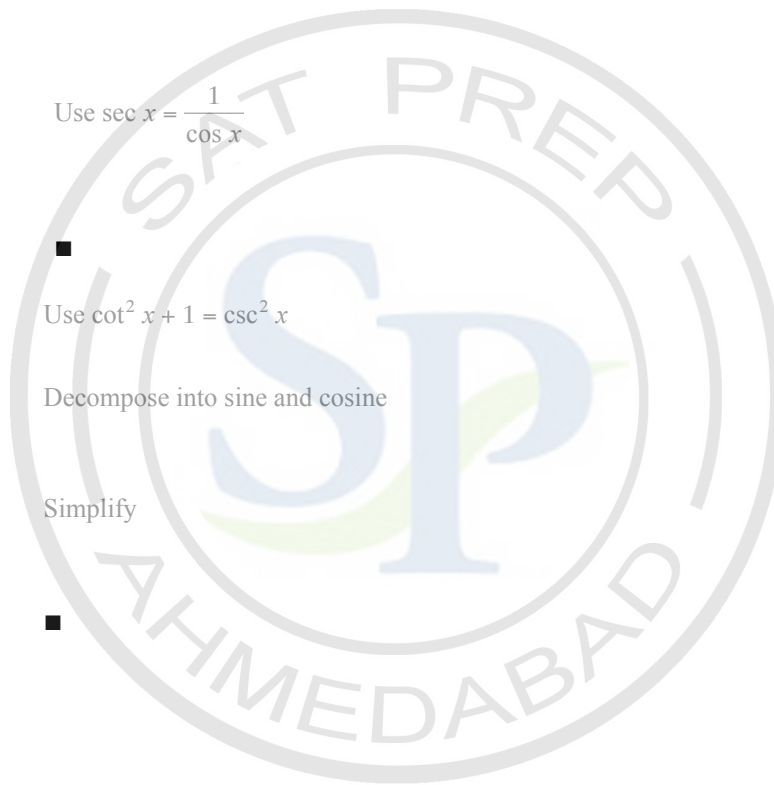 SAT PREP
Use sec x = 1/cos x
■
Use cot² x + 1 = csc² x
Decompose into sine and cosine
SP
Simplify
■
AHMEDABAD